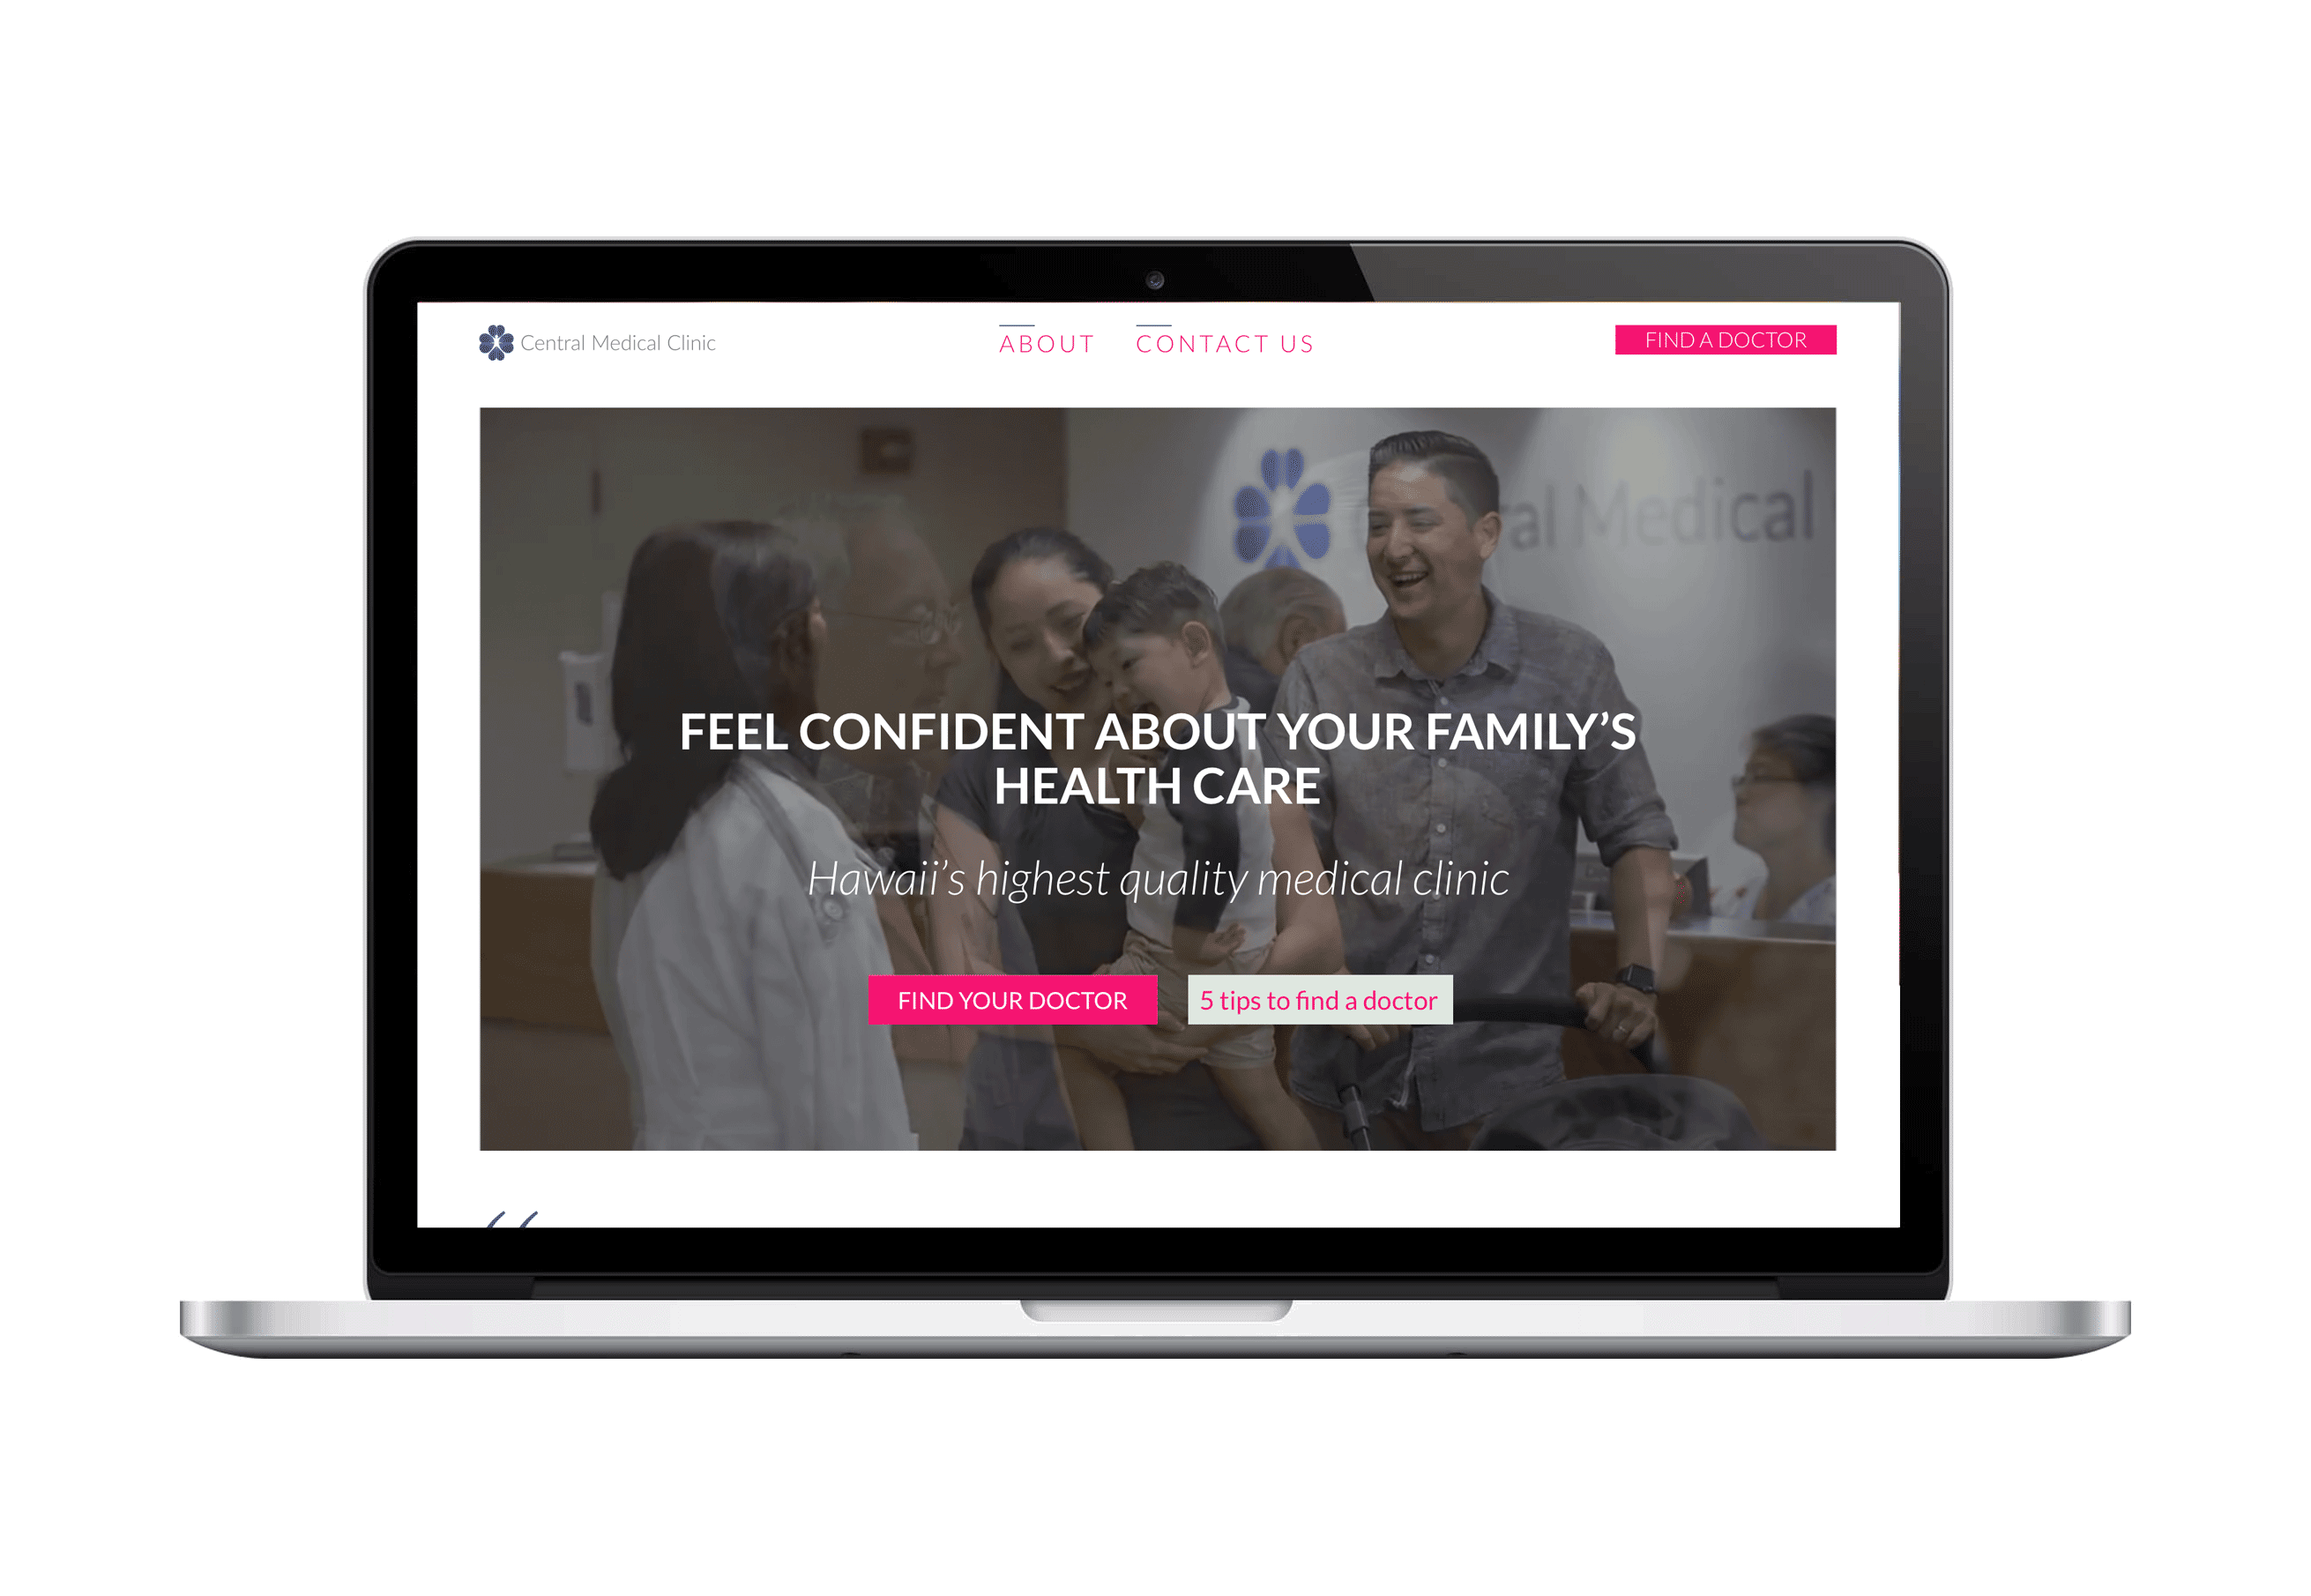 Central Medical Clinic
ABOUT
CONTACT US
FIND A DOCTOR
al Medical
FEEL CONFIDENT ABOUT YOUR FAMILY’S
HEALTH CARE
Hawaii’s highest quality medical clinic
FIND YOUR DOCTOR
5 tips to find a doctor
“